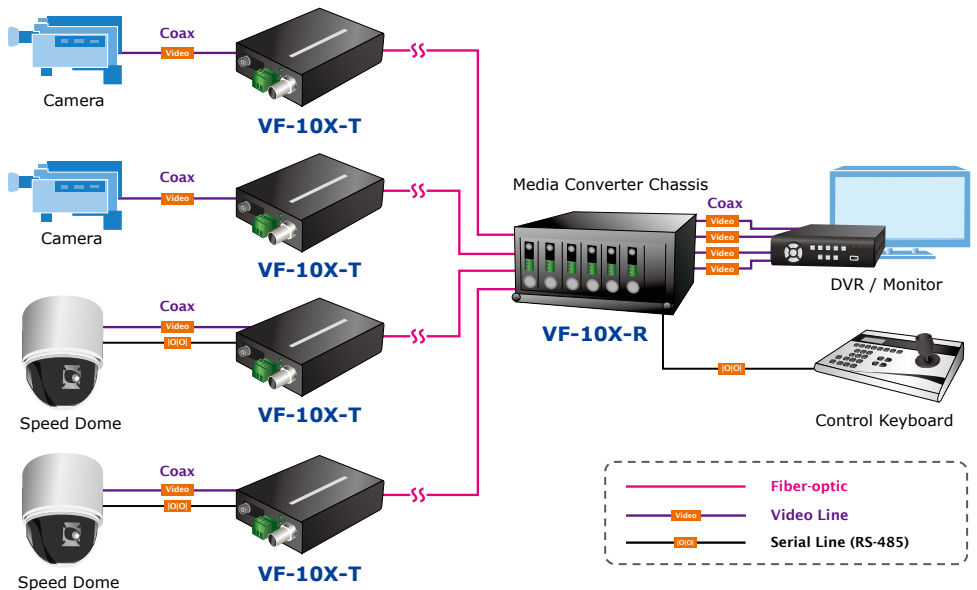 Coax
Video
Camera
VF-10X-T
Coax
Video
Camera
VF-10X-T
Coax
Video
|O|O|
Speed Dome
VF-10X-T
Coax
Video
|O|O|
Speed Dome
VF-10X-T
Media Converter Chassis
VF-10X-R
Coax
Video
Video
Video
Video
DVR / Monitor
|O|O|
Control Keyboard
Fiber-optic
Video
Video Line
|O|O|
Serial Line (RS-485)